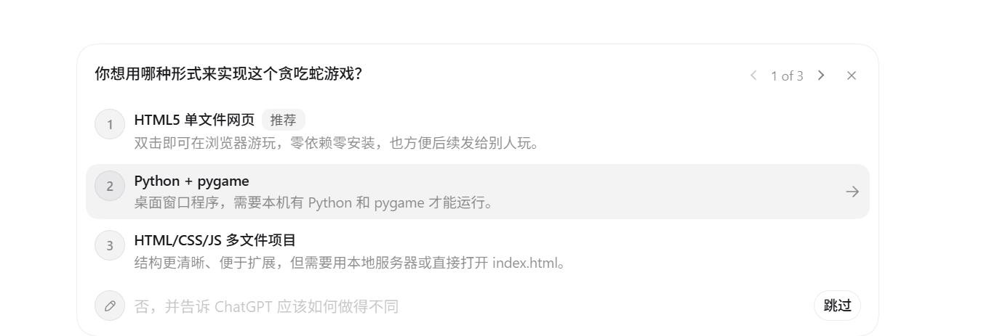 你想用哪种形式来实现这个贪吃蛇游戏？
1 of 3
1
HTML5 单文件网页 推荐
双击即可在浏览器游玩，零依赖零安装，也方便后续发给别人玩。
2
Python + pygame
桌面窗口程序，需要本机有 Python 和 pygame 才能运行。
3
HTML/CSS/JS 多文件项目
结构更清晰、便于扩展，但需要用本地服务器或直接打开 index.html。
否，并告诉 ChatGPT 应该如何做得不同
跳过